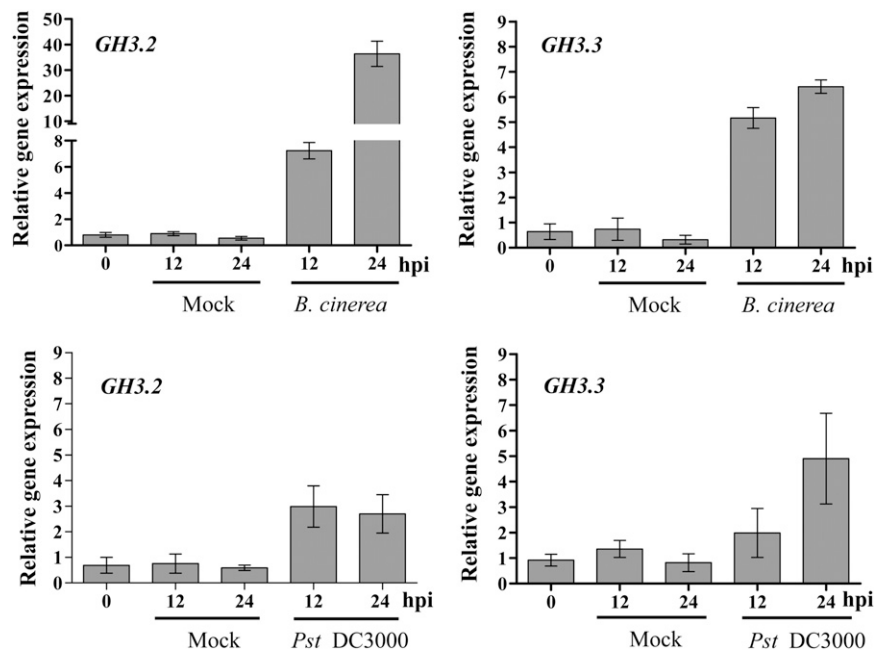 GH3.2
Relative gene expression
50
40
30
20
10
8
6
4
2
0
0 12 24 12 24 hpi
Mock B. cinerea
GH3.3
Relative gene expression
9
8
7
6
5
4
3
2
1
0
0 12 24 12 24 hpi
Mock B. cinerea
GH3.2
Relative gene expression
9
8
7
6
5
4
3
2
1
0
0 12 24 12 24 hpi
Mock Pst DC3000
GH3.3
Relative gene expression
9
8
7
6
5
4
3
2
1
0
0 12 24 12 24 hpi
Mock Pst DC3000